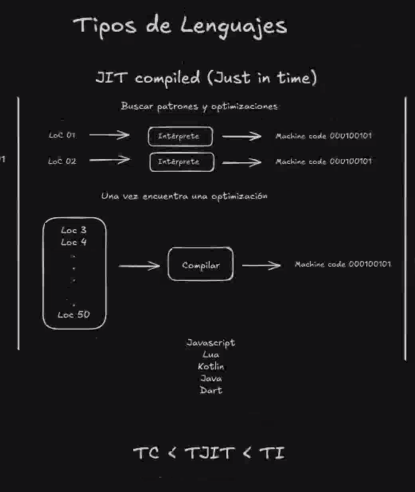 Tipos de Lenguajes
JIT compiled (Just in time)
Buscar patrones y optimizaciones
Loc 01 Intérprete Machine code 000100101
Loc 02 Intérprete Machine code 000100101
Una vez encuentra una optimización
Loc 3
Loc 4
.
.
.
.
Loc 50
Compilar
Machine code 000100101
Javascript
Lua
Kotlin
Java
Dart
TC < TJIT < TI